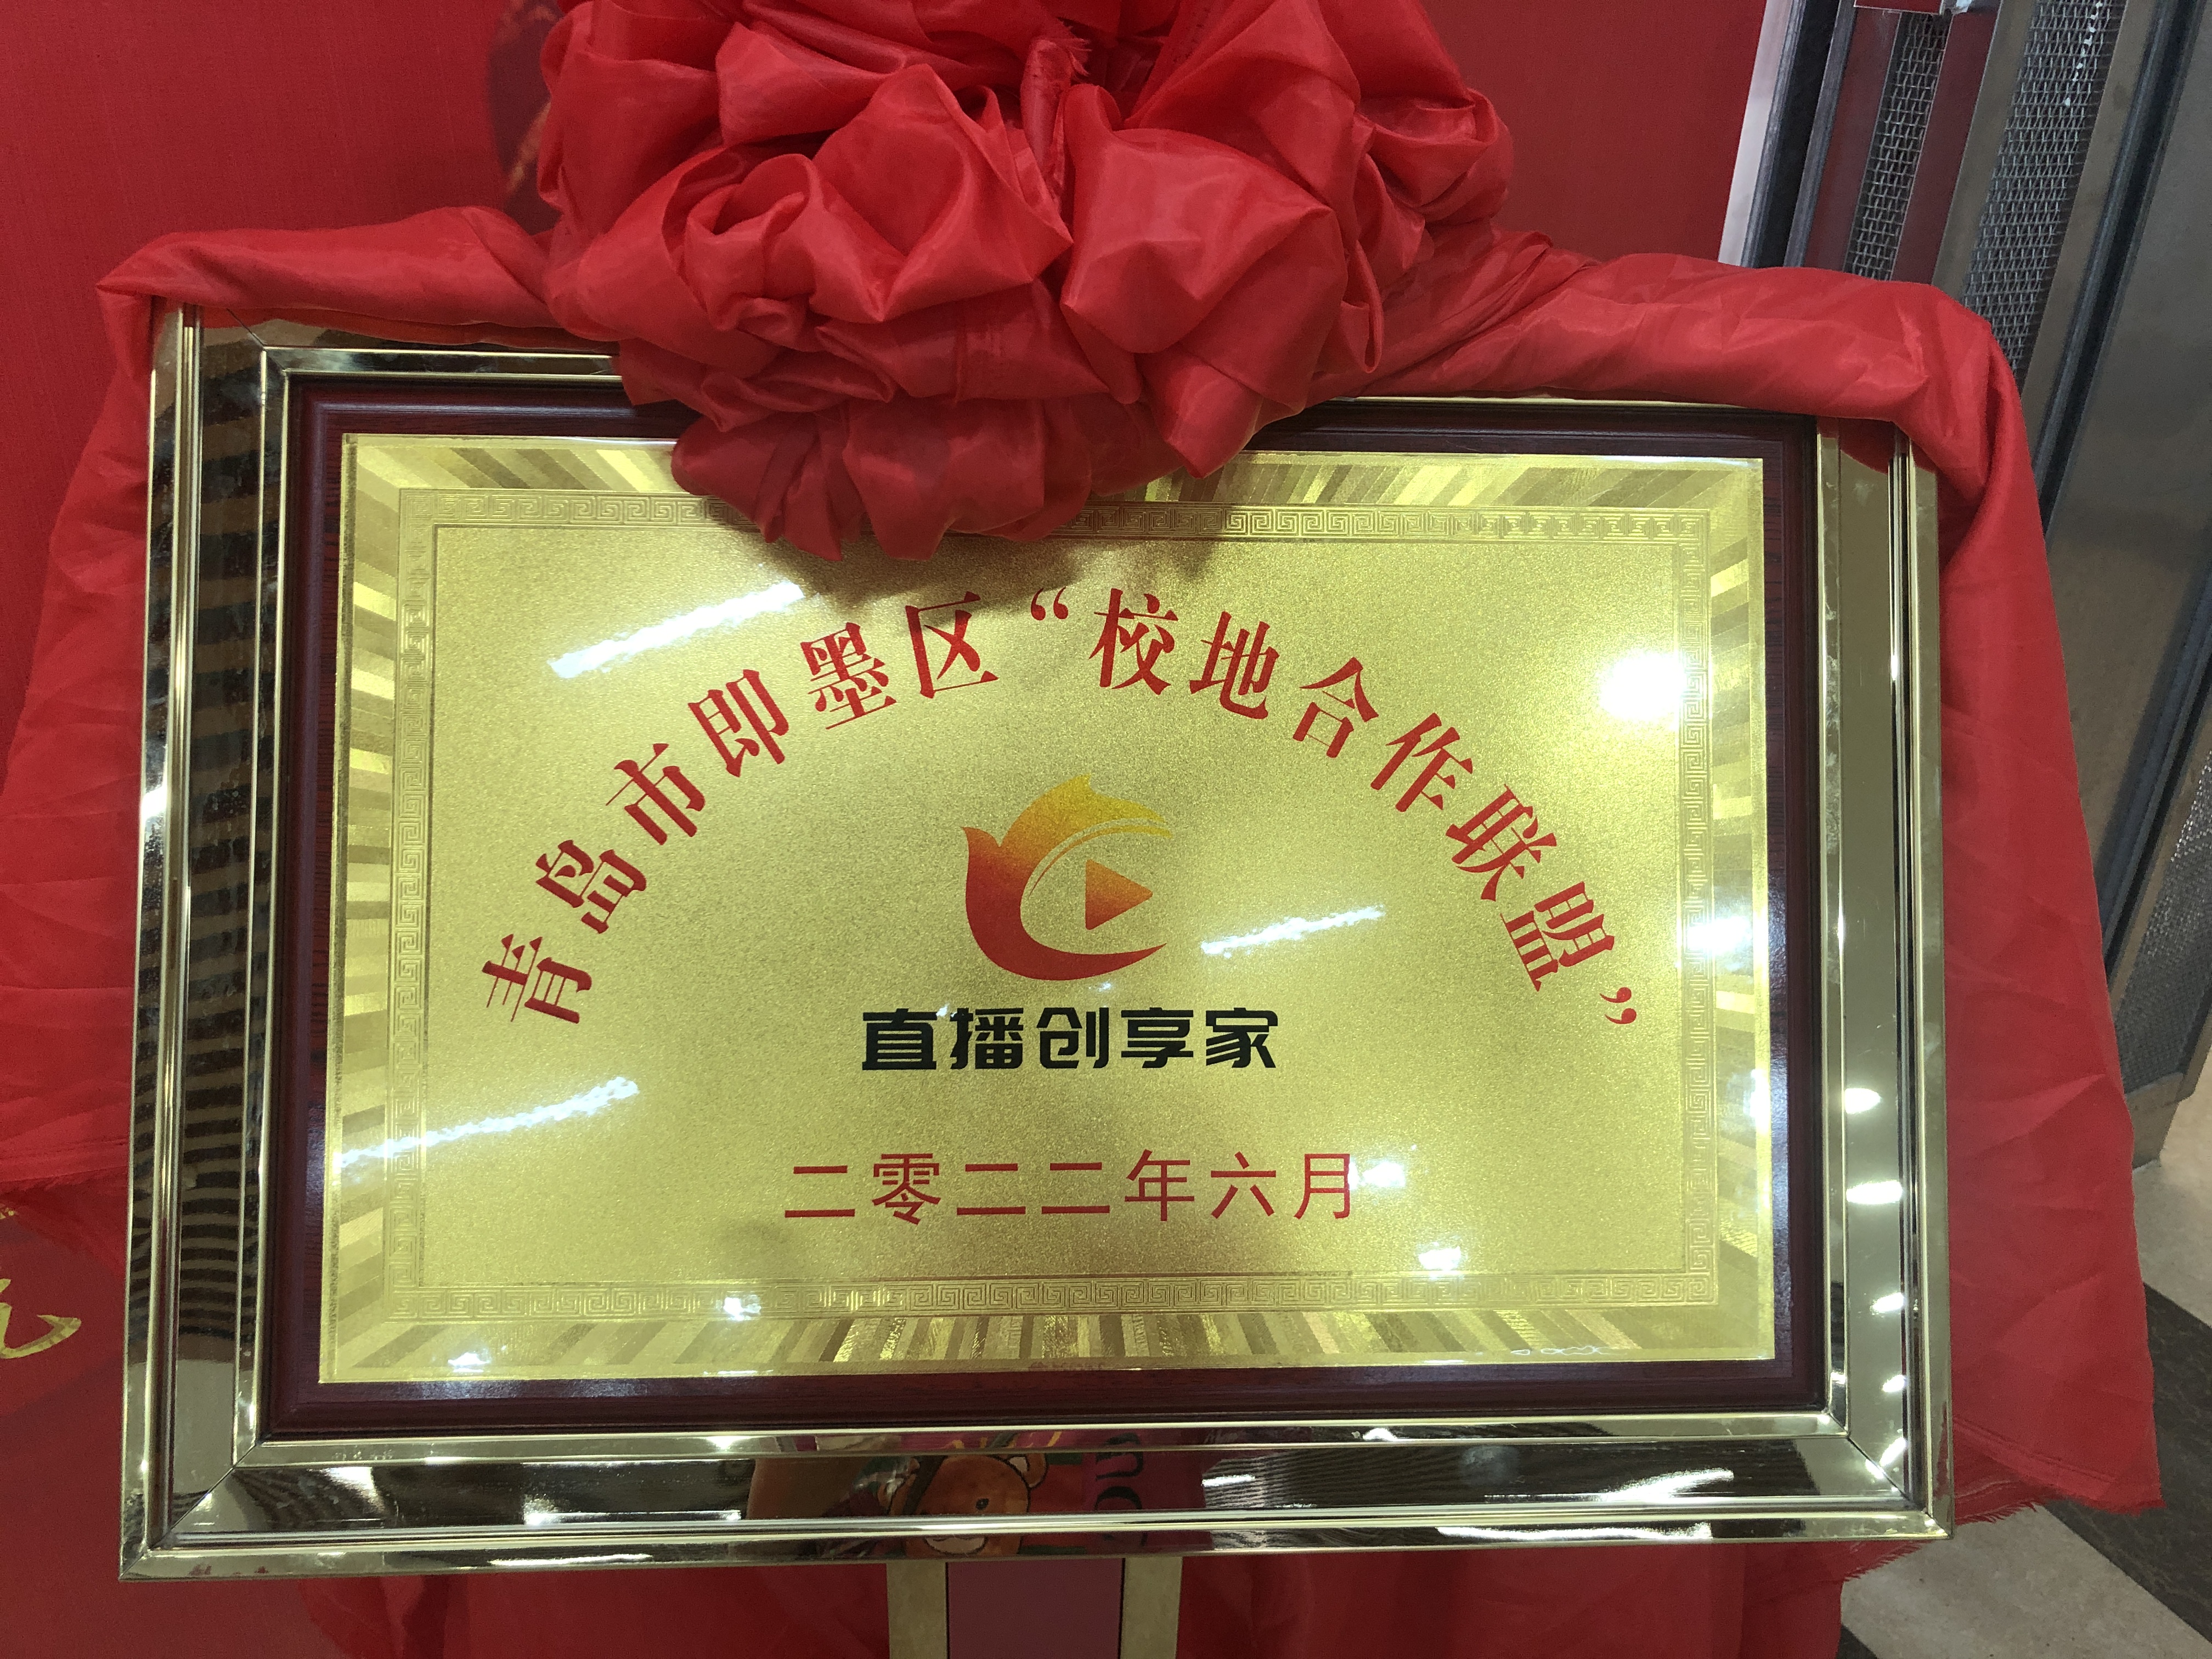 青岛市即墨区“校地合作联盟”
直播创享家
二零二二年六月